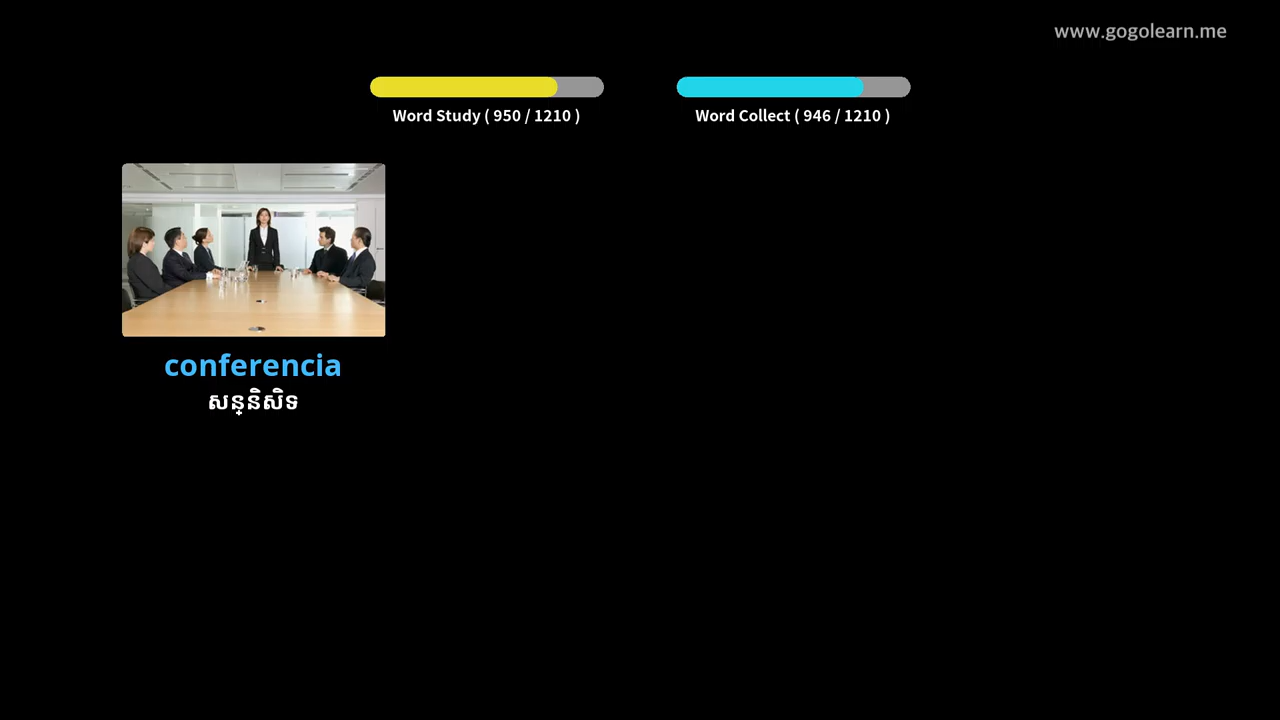 www.gogolearn.me
Word Study ( 950 / 1210 )
Word Collect ( 946 / 1210 )
conferencia
សន្និសិទ